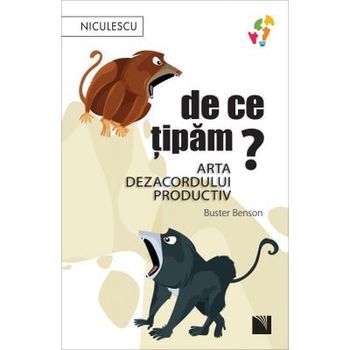 NICULESCU
de ce
țipăm?
ARTA
DEZACORDULUI
PRODUCTIV
Buster Benson